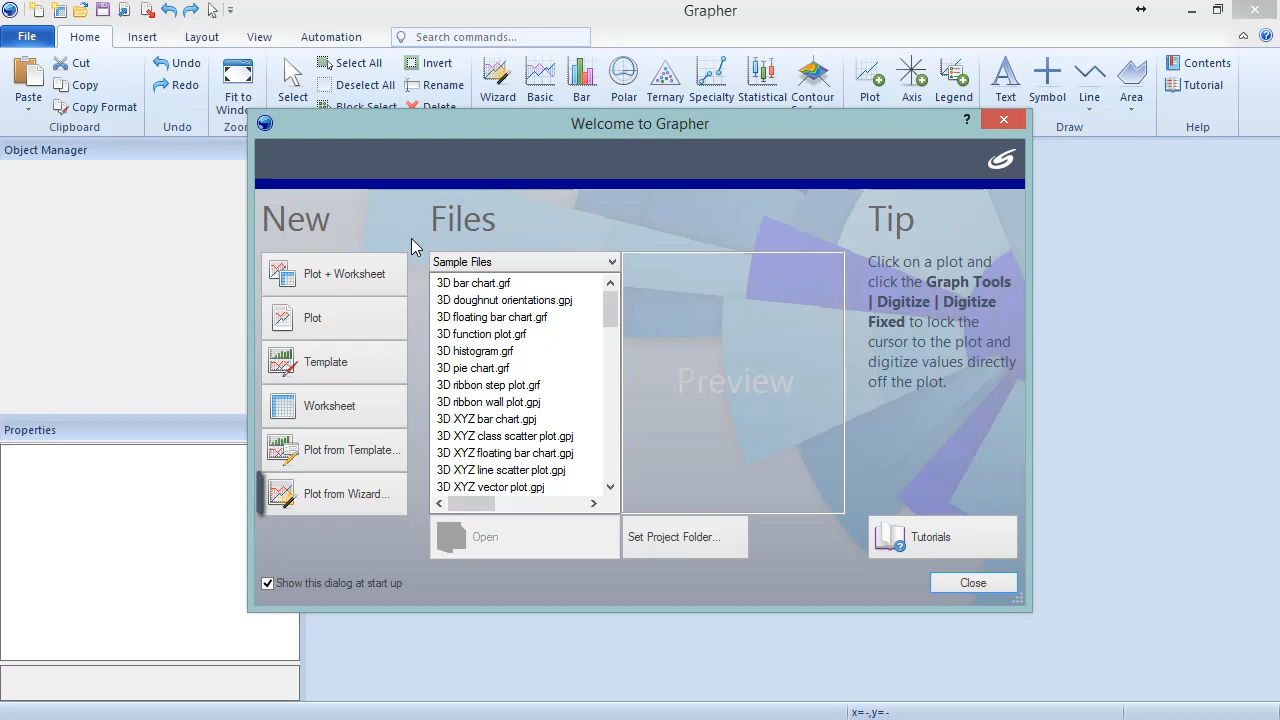 Grapher
File Home Insert Layout View Automation Search commands...
Paste
Cut
Copy
Copy Format
Clipboard
Undo
Redo
Undo
Fit to
Window
Select
Select All
Deselect All
Block Select
Invert
Rename
Delete
Wizard Basic Bar Polar Ternary Specialty Statistical Contour
Plot Axis Legend
Text Symbol Line Area
Draw
Contents
Tutorial
Help
Object Manager
Properties
Welcome to Grapher
?
New
Plot + Worksheet
Plot
Template
Worksheet
Plot from Template...
Plot from Wizard...
Files
Sample Files
3D bar chart.grf
3D doughnut orientations.gpj
3D floating bar chart.grf
3D function plot.grf
3D histogram.grf
3D pie chart.grf
3D ribbon step plot.grf
3D ribbon wall plot.gpj
3D XYZ bar chart.gpj
3D XYZ class scatter plot.gpj
3D XYZ floating bar chart.gpj
3D XYZ line scatter plot.gpj
3D XYZ vector plot.gpj
Preview
Open
Set Project Folder...
Tip
Click on a plot and
click the Graph Tools
| Digitize | Digitize
Fixed to lock the
cursor to the plot and
digitize values directly
off the plot.
Tutorials
Show this dialog at start up
Close
x=-,y=-